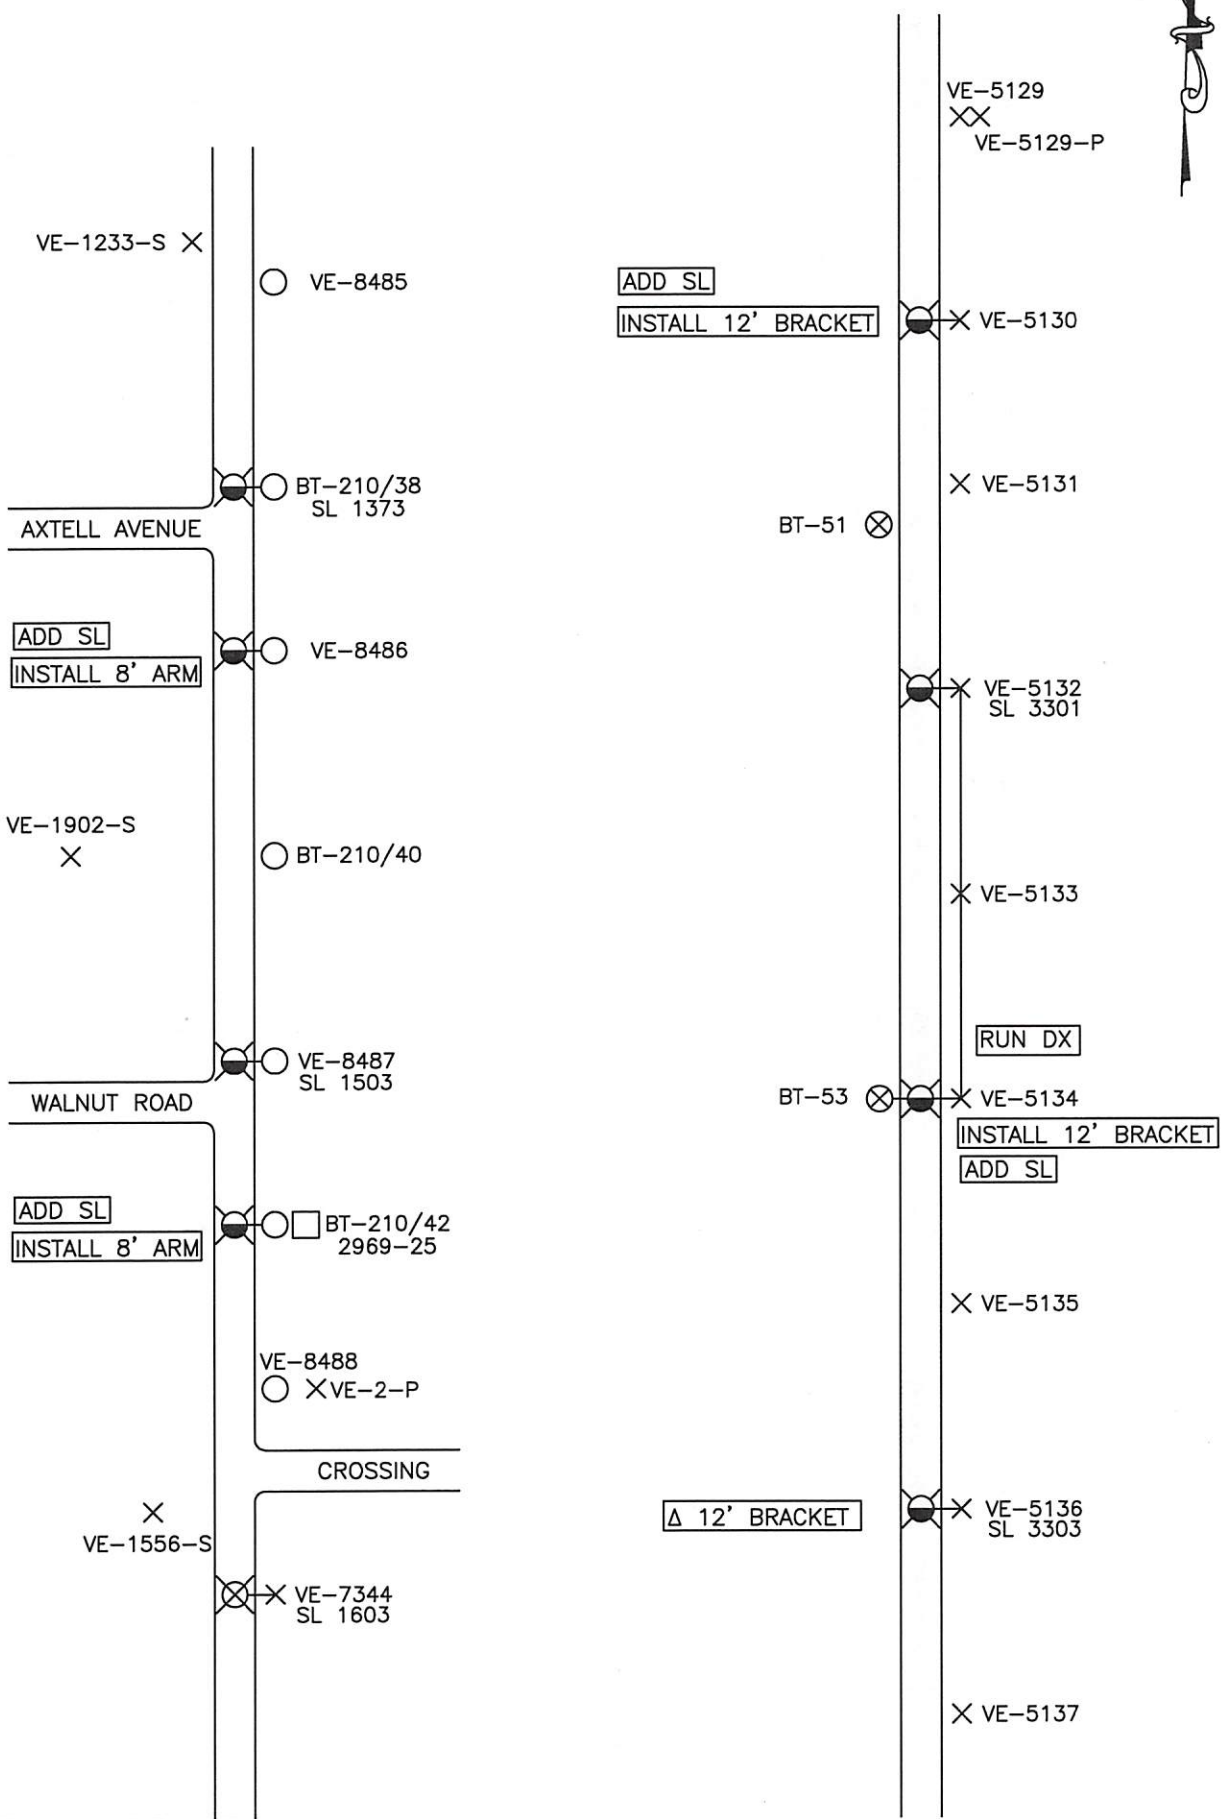 VE-1233-S
VE-8485
BT-210/38
SL 1373
AXTELL AVENUE
ADD SL
INSTALL 8' ARM
VE-8486
VE-1902-S
BT-210/40
VE-8487
SL 1503
WALNUT ROAD
ADD SL
INSTALL 8' ARM
BT-210/42
2969-25
VE-8488
VE-2-P
CROSSING
VE-1556-S
VE-7344
SL 1603
VE-5129
VE-5129-P
ADD SL
INSTALL 12' BRACKET
VE-5130
VE-5131
BT-51
VE-5132
SL 3301
VE-5133
RUN DX
BT-53
VE-5134
INSTALL 12' BRACKET
ADD SL
VE-5135
Δ 12' BRACKET
VE-5136
SL 3303
VE-5137